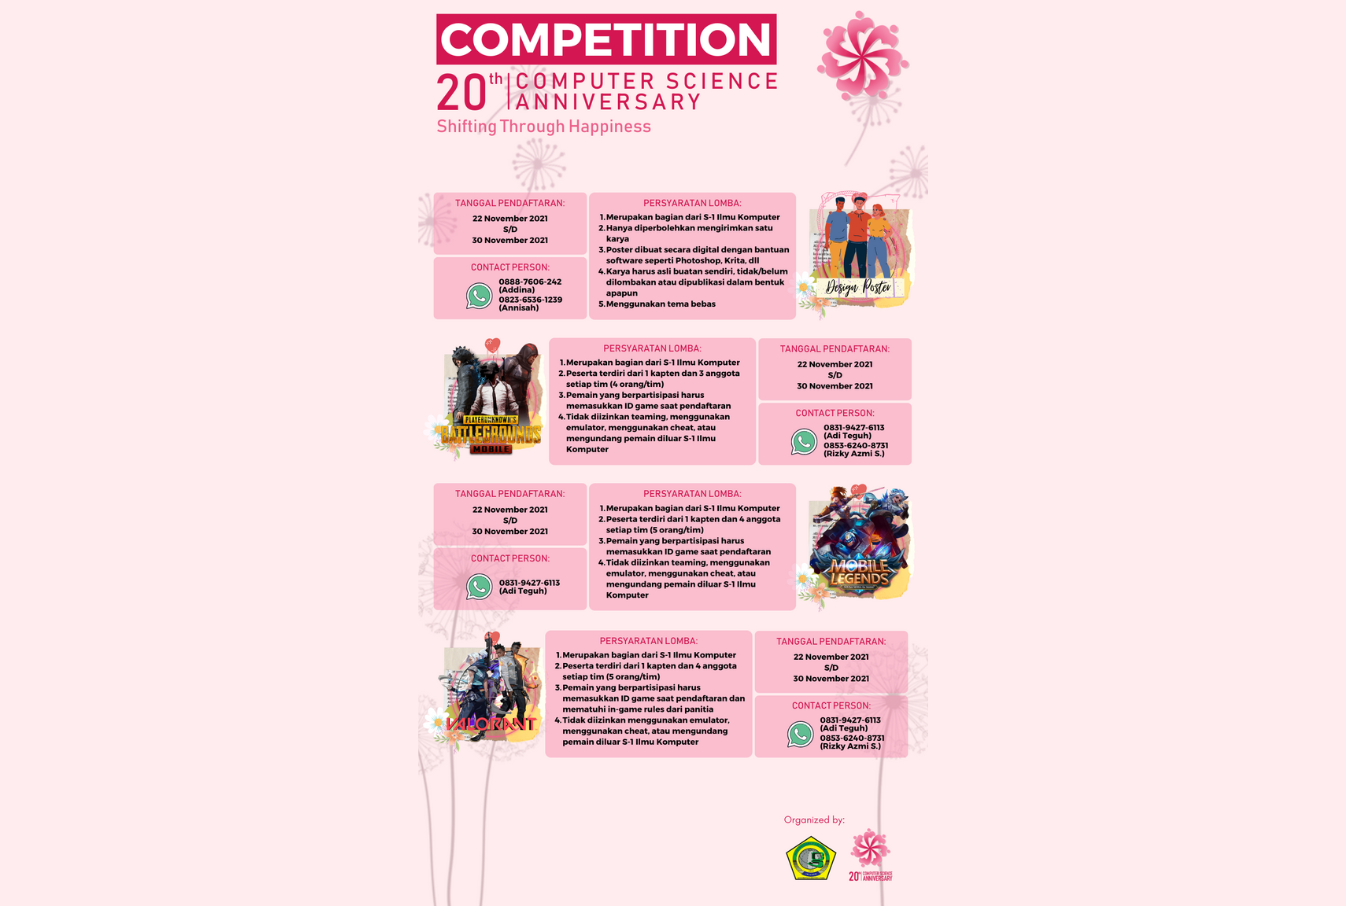 COMPETITION
20th COMPUTER SCIENCE
ANNIVERSARY
Shifting Through Happiness
TANGGAL PENDAFTARAN:
22 November 2021
S/D
30 November 2021
CONTACT PERSON:
0888-7606-242
(Addina)
0823-6536-1239
(Annisah)
PERSYARATAN LOMBA:
1. Merupakan bagian dari S-1 Ilmu Komputer
2. Hanya diperbolehkan mengirimkan satu
karya
3. Poster dibuat secara digital dengan bantuan
software seperti Photoshop, Krita, dll
4. Karya harus asli buatan sendiri, tidak/belum
dilombakan atau dipublikasi dalam bentuk
apapun
5. Menggunakan tema bebas
Design Poster
PLAYERUNKNOWN'S
BATTLEGROUNDS
MOBILE
PERSYARATAN LOMBA:
1. Merupakan bagian dari S-1 Ilmu Komputer
2. Peserta terdiri dari 1 kapten dan 3 anggota
setiap tim (4 orang/tim)
3. Pemain yang berpartisipasi harus
memasukkan ID game saat pendaftaran
4. Tidak diizinkan teaming, menggunakan
emulator, menggunakan cheat, atau
mengundang pemain diluar S-1 Ilmu
Komputer
TANGGAL PENDAFTARAN:
22 November 2021
S/D
30 November 2021
CONTACT PERSON:
0831-9427-6113
(Adi Teguh)
0853-6240-8731
(Rizky Azmi S.)
TANGGAL PENDAFTARAN:
22 November 2021
S/D
30 November 2021
CONTACT PERSON:
0831-9427-6113
(Adi Teguh)
PERSYARATAN LOMBA:
1. Merupakan bagian dari S-1 Ilmu Komputer
2. Peserta terdiri dari 1 kapten dan 4 anggota
setiap tim (5 orang/tim)
3. Pemain yang berpartisipasi harus
memasukkan ID game saat pendaftaran
4. Tidak diizinkan teaming, menggunakan
emulator, menggunakan cheat, atau
mengundang pemain diluar S-1 Ilmu
Komputer
MOBILE
LEGENDS
VALORANT
PERSYARATAN LOMBA:
1. Merupakan bagian dari S-1 Ilmu Komputer
2. Peserta terdiri dari 1 kapten dan 4 anggota
setiap tim (5 orang/tim)
3. Pemain yang berpartisipasi harus
memasukkan ID game saat pendaftaran dan
mematuhi in-game rules dari panitia
4. Tidak diizinkan menggunakan emulator,
menggunakan cheat, atau mengundang
pemain diluar S-1 Ilmu Komputer
TANGGAL PENDAFTARAN:
22 November 2021
S/D
30 November 2021
CONTACT PERSON:
0831-9427-6113
(Adi Teguh)
0853-6240-8731
(Rizky Azmi S.)
Organized by:
20th COMPUTER SCIENCE
ANNIVERSARY